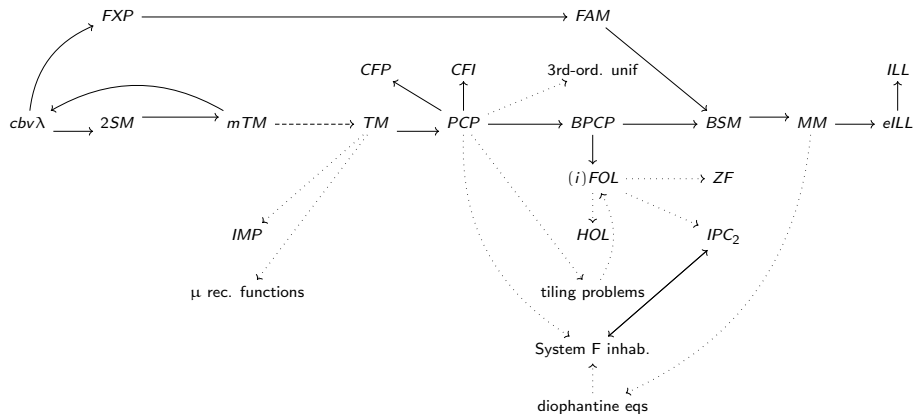 FXP FAM
CFP CFI 3rd-ord. unif ILL
cbvλ 2SM mTM TM PCP BPCP BSM MM eILL
(i)FOL ZF
IMP HOL IPC₂
μ rec. functions tiling problems
System F inhab.
diophantine eqs